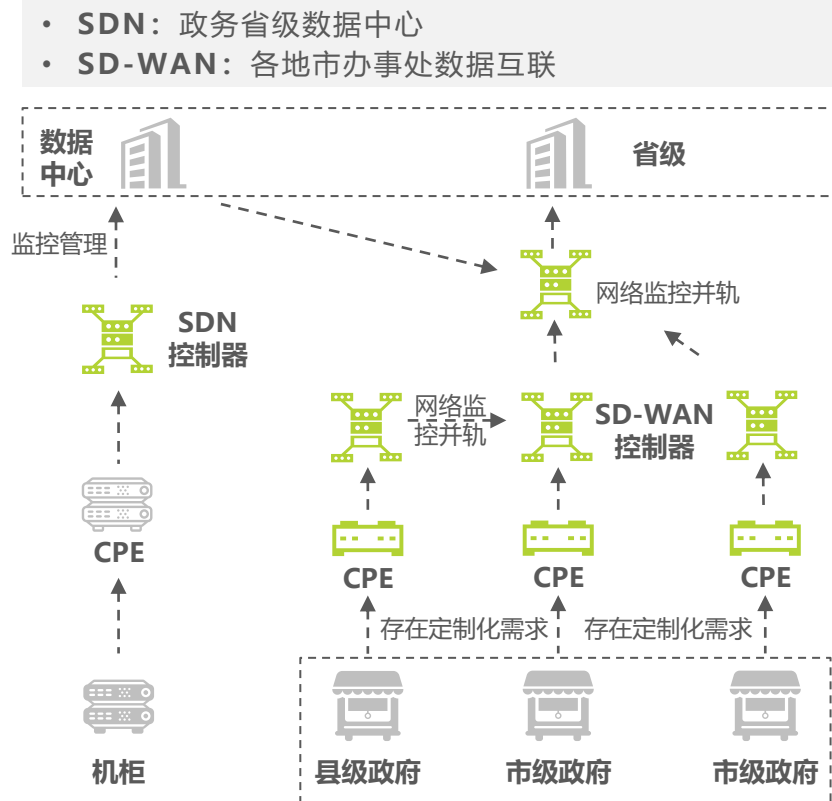 • SDN：政务省级数据中心
• SD-WAN：各地市办事处数据互联
数据
中心
省级
监控管理
网络监控并轨
SDN
控制器
网络监
控并轨
SD-WAN
控制器
CPE
CPE
CPE
CPE
存在定制化需求
存在定制化需求
机柜
县级政府
市级政府
市级政府